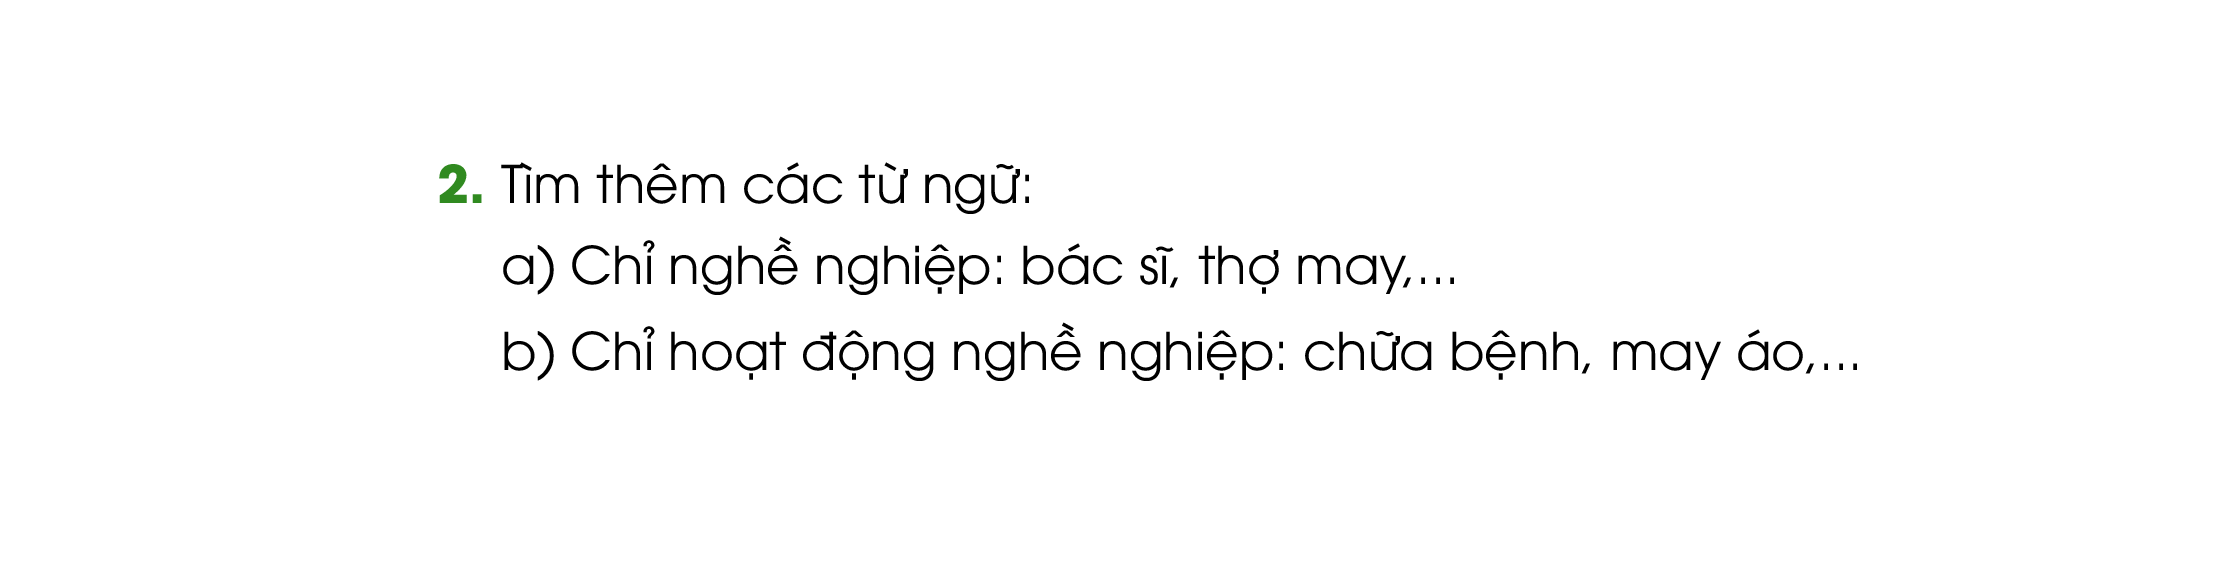 2. Tìm thêm các từ ngữ:
a) Chỉ nghề nghiệp: bác sĩ, thợ may,...
b) Chỉ hoạt động nghề nghiệp: chữa bệnh, may áo,...